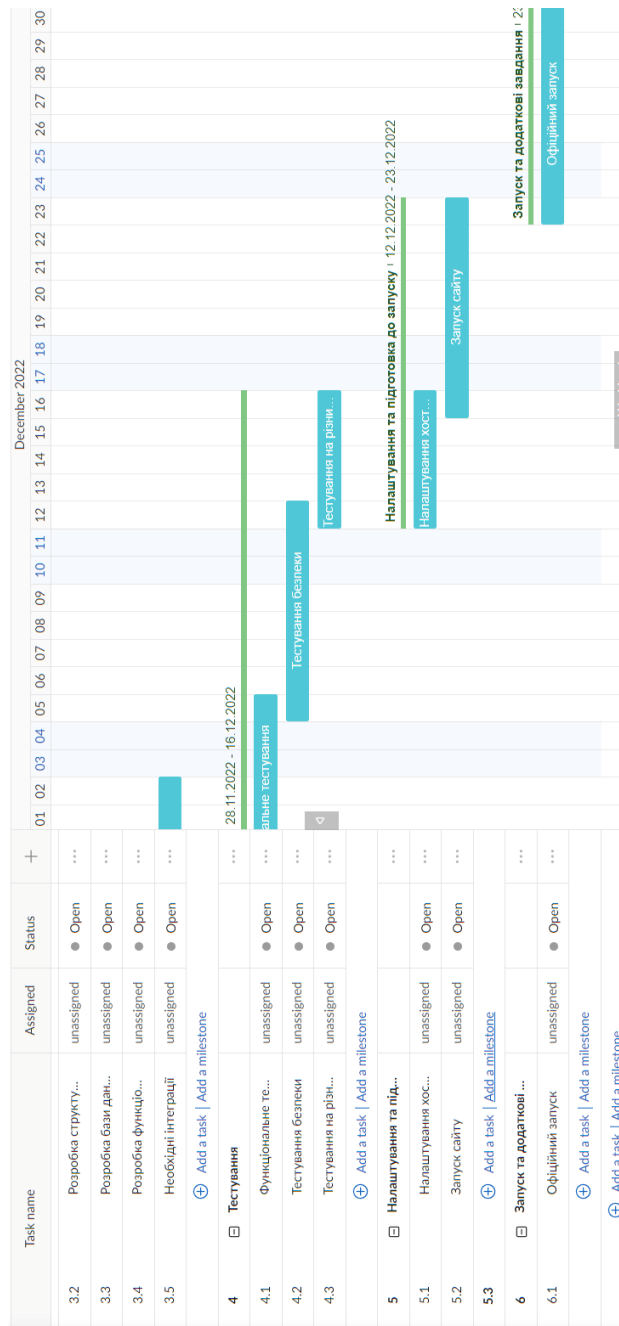 Task name Assigned Status + December 2022
01 02 03 04 05 06 07 08 09 10 11 12 13 14 15 16 17 18 19 20 21 22 23 24 25 26 27 28 29 30
3.2 Розробка структу... unassigned Open ...
3.3 Розробка бази дан... unassigned Open ...
3.4 Розробка функціо... unassigned Open ...
3.5 Необхідні інтеграції unassigned Open ...
Add a task | Add a milestone
4 Тестування ... 28.11.2022 - 16.12.2022
4.1 Функціональне те... unassigned Open ... альне тестування
4.2 Тестування безпеки unassigned Open ... Тестування безпеки
4.3 Тестування на різн... unassigned Open ... Тестування на різни...
Add a task | Add a milestone
5 Налаштування та під... ... Налаштування та підготовка до запуску 12.12.2022 - 23.12.2022
5.1 Налаштування хос... unassigned Open ... Налаштування хост...
5.2 Запуск сайту unassigned Open ... Запуск сайту
5.3 Add a task | Add a milestone
6 Запуск та додаткові ... ... Запуск та додаткові завдання
6.1 Офіційний запуск unassigned Open ... Офіційний запуск
Add a task | Add a milestone
Add a task | Add a milestone